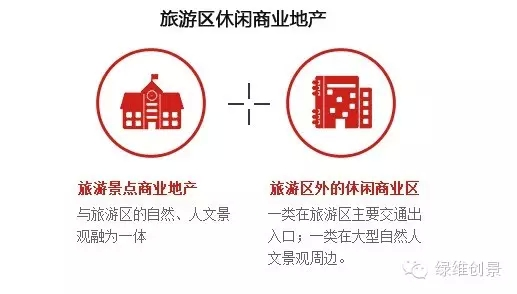 旅游区休闲商业地产
旅游景点商业地产
与旅游区的自然、人文景
观融为一体
旅游区外的休闲商业区
一类在旅游区主要交通出
入口；一类在大型自然人
文景观周边。
绿维创景